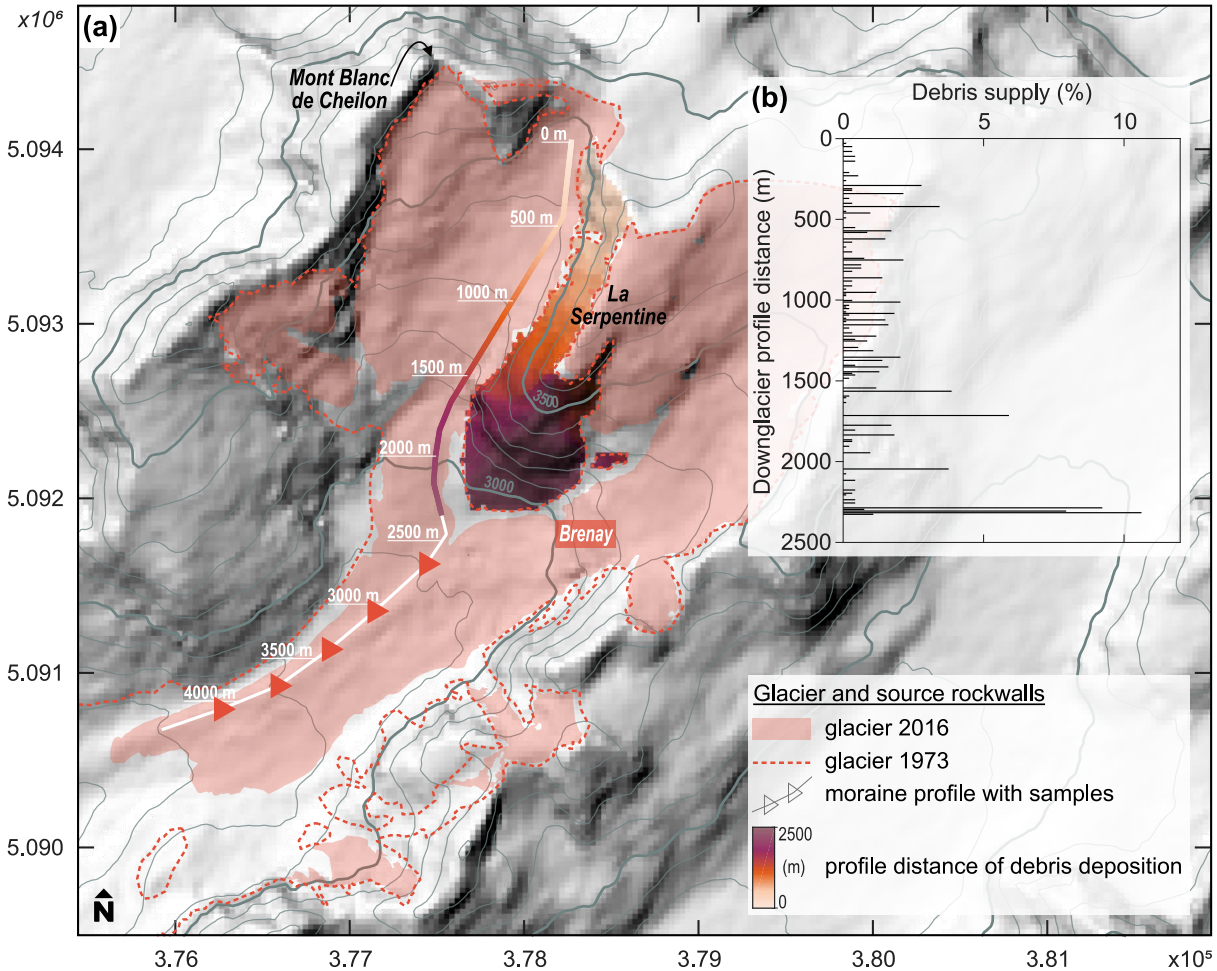 x10⁶
(a)
Mont Blanc
de Cheilon
0 m
500 m
1000 m
La
Serpentine
1500 m
3500
2000 m
3000
2500 m
Brenay
3000 m
3500 m
4000 m
5.094
5.093
5.092
5.091
5.090
N
3.76
3.77
3.78
3.79
3.80
3.81
x10⁵
(b)
Debris supply (%)
0
5
10
Downglacier profile distance (m)
0
500
1000
1500
2000
2500
Glacier and source rockwalls
glacier 2016
glacier 1973
moraine profile with samples
2500
(m)
0
profile distance of debris deposition